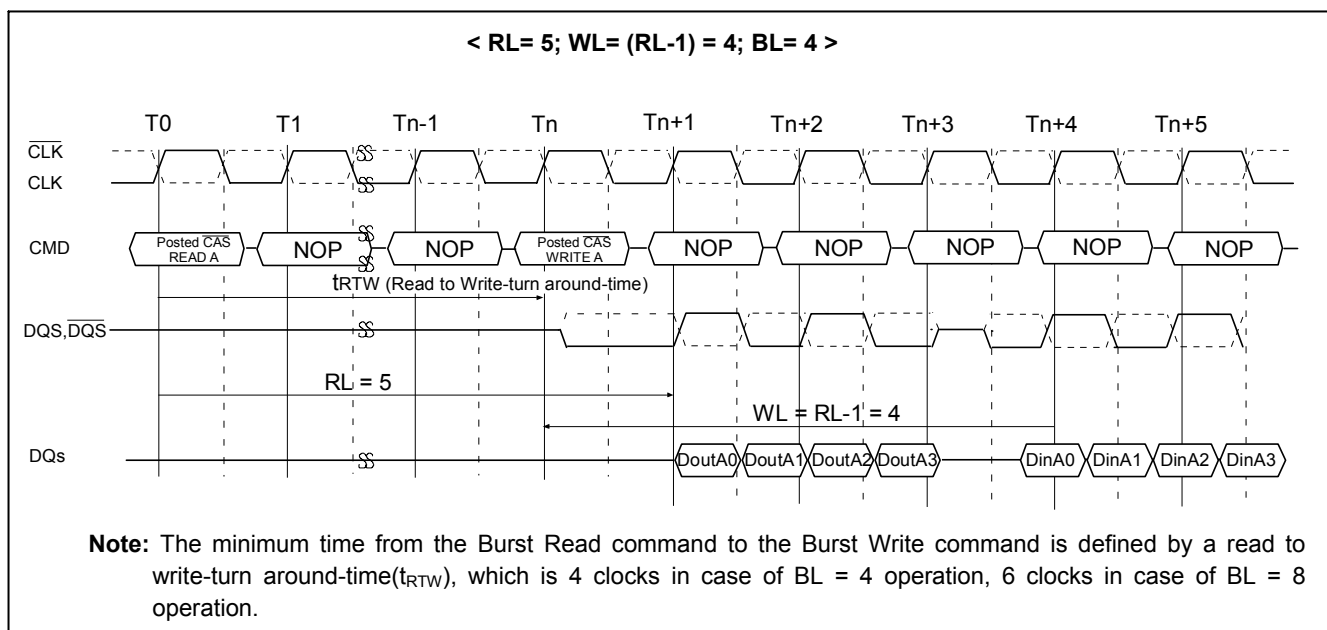 < RL= 5; WL= (RL-1) = 4; BL= 4 >
T0 T1 Tn-1 Tn Tn+1 Tn+2 Tn+3 Tn+4 Tn+5
C̅L̅K̅
CLK
CMD Posted C̅A̅S̅ NOP NOP Posted C̅A̅S̅ NOP NOP NOP NOP NOP
READ A WRITE A
tRTW (Read to Write-turn around-time)
DQS,D̅Q̅S̅
RL = 5
WL = RL-1 = 4
DQs DoutA0 DoutA1 DoutA2 DoutA3 DinA0 DinA1 DinA2 DinA3
Note: The minimum time from the Burst Read command to the Burst Write command is defined by a read to
write-turn around-time(tRTW), which is 4 clocks in case of BL = 4 operation, 6 clocks in case of BL = 8
operation.